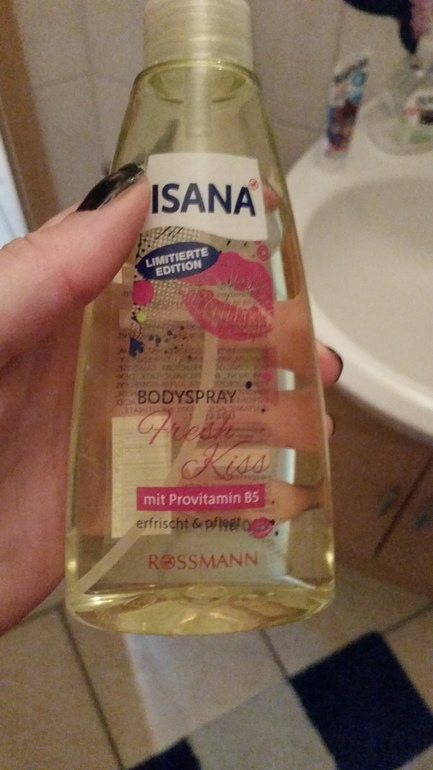 ISANA
LIMITIERTE
EDITION
BODYSPRAY
Fresh
Kiss
mit Provitamin B5
erfrischt & pflegt
ROSSMANN